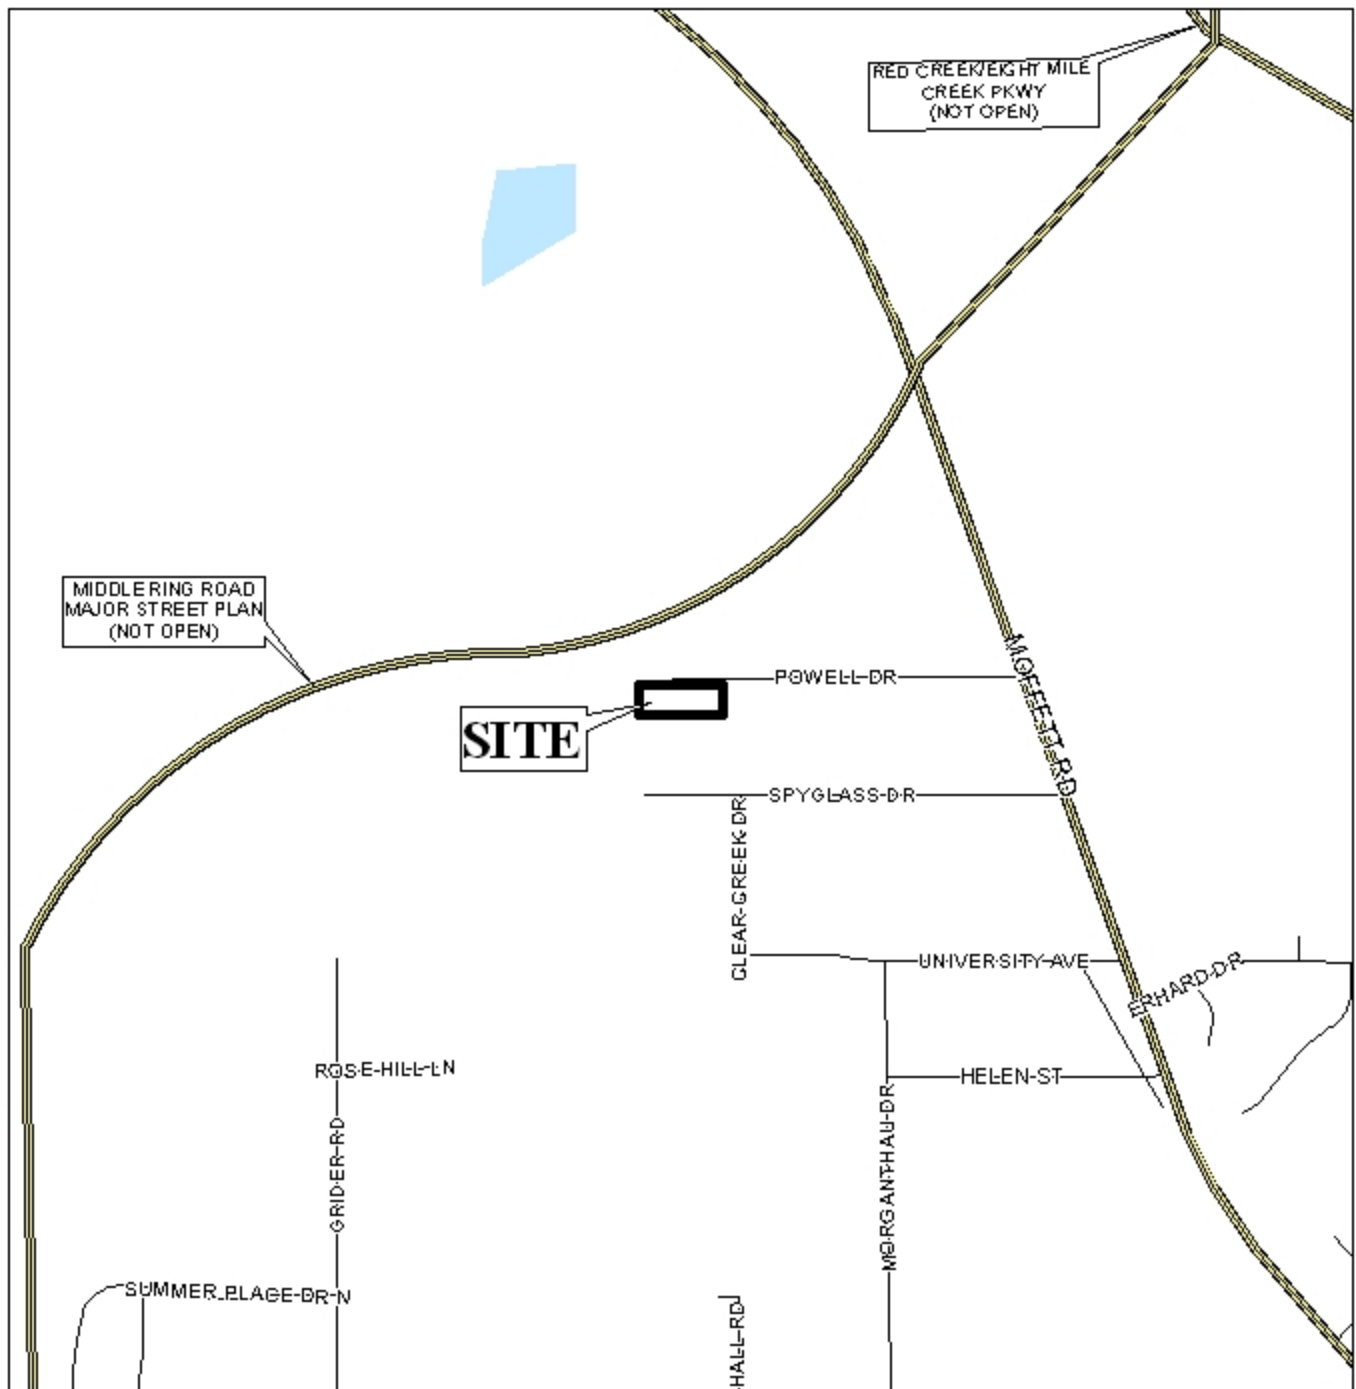 RED CREEK/EIGHT MILE
CREEK PKWY
(NOT OPEN)
MIDDLE RING ROAD
MAJOR STREET PLAN
(NOT OPEN)
POWELL DR
MOFFETT RD
SITE
SPYGLASS DR
CLEAR CREEK DR
UNIVERSITY AVE
ERHARD DR
ROSE HILL LN
HELEN ST
GRIDER RD
MORGANTHAU DR
SUMMER PLACE DR N
HALL RD